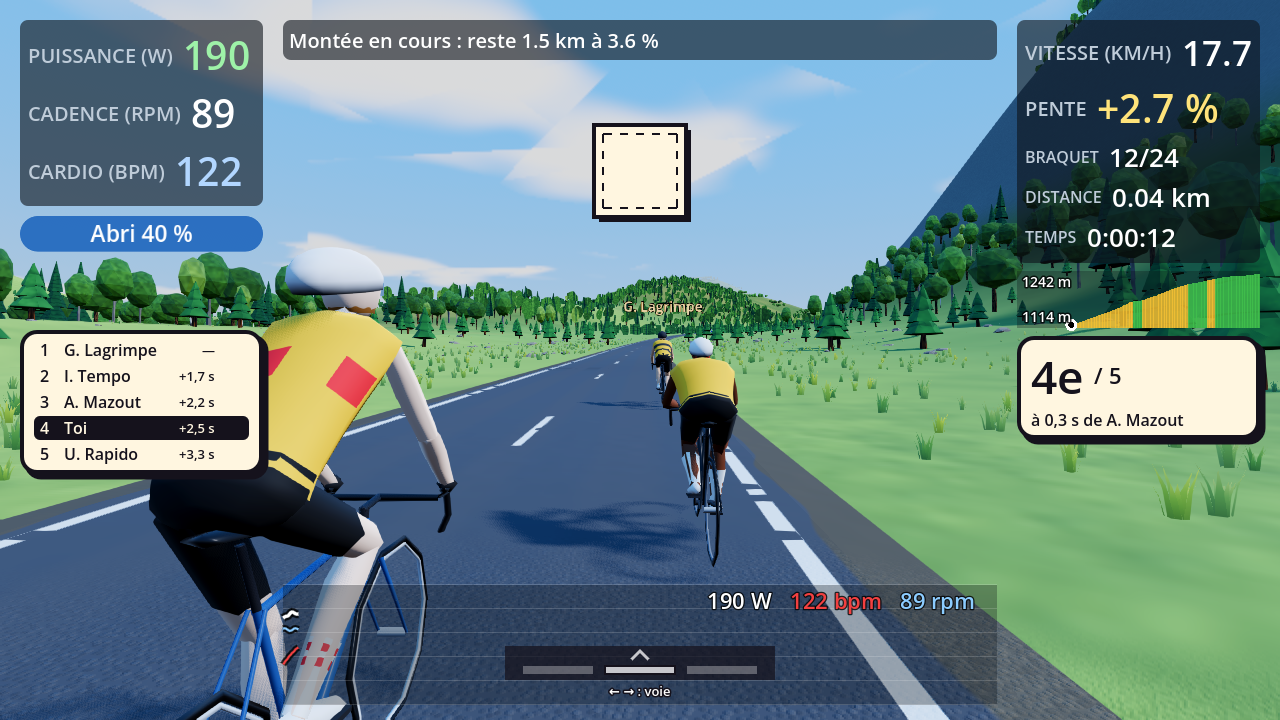 PUISSANCE (W) 190
CADENCE (RPM) 89
CARDIO (BPM) 122
Abri 40 %
Montée en cours : reste 1.5 km à 3.6 %
VITESSE (KM/H) 17.7
PENTE +2.7 %
BRAQUET 12/24
DISTANCE 0.04 km
TEMPS 0:00:12
1242 m
1114 m
G. Lagrimpe
1 G. Lagrimpe —
2 I. Tempo +1,7 s
3 A. Mazout +2,2 s
4 Toi +2,5 s
5 U. Rapido +3,3 s
4e / 5
à 0,3 s de A. Mazout
190 W 122 bpm 89 rpm
← → : voie